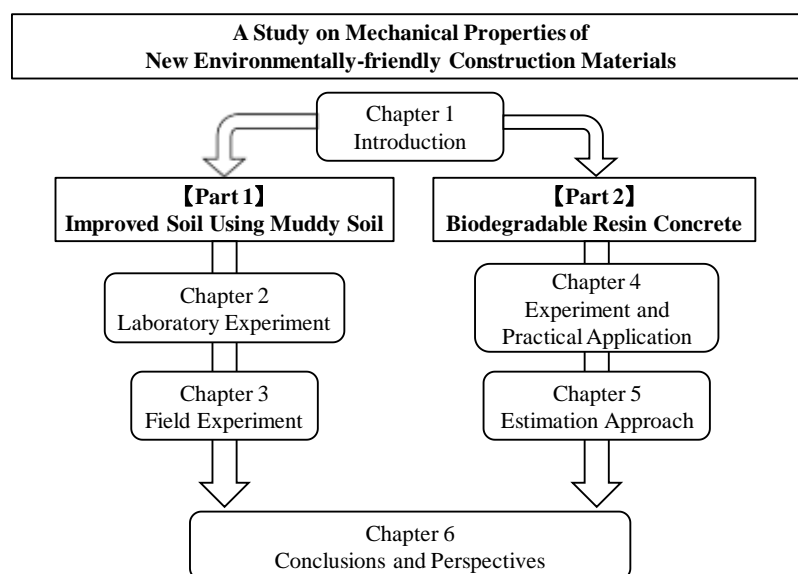 A Study on Mechanical Properties of
New Environmentally-friendly Construction Materials
Chapter 1
Introduction
【Part 1】
Improved Soil Using Muddy Soil
【Part 2】
Biodegradable Resin Concrete
Chapter 2
Laboratory Experiment
Chapter 4
Experiment and
Practical Application
Chapter 3
Field Experiment
Chapter 5
Estimation Approach
Chapter 6
Conclusions and Perspectives